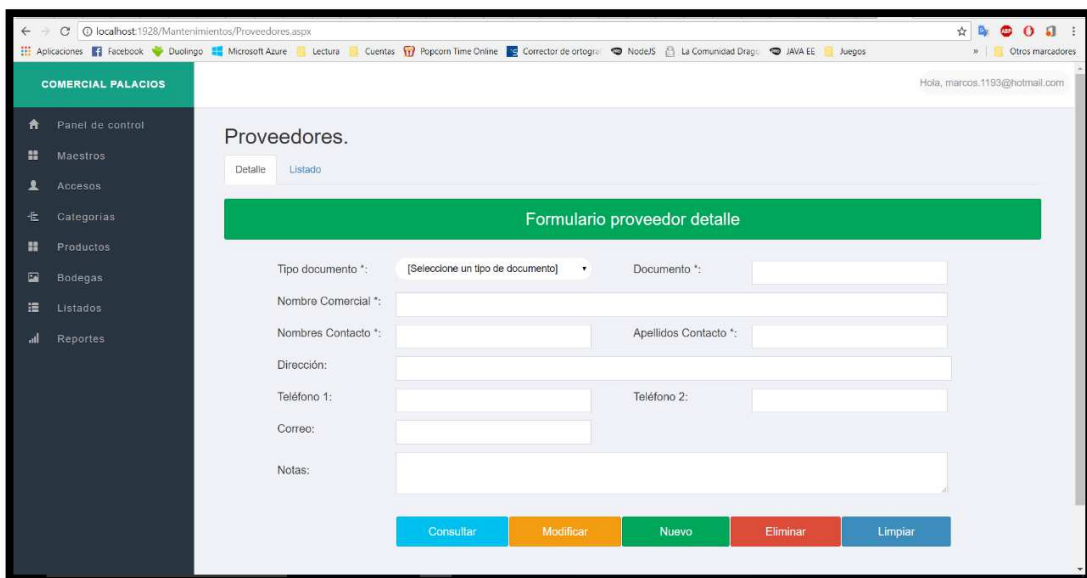 localhost:1928/Mantenimientos/Proveedores.aspx
Aplicaciones Facebook Duolingo Microsoft Azure Lectura Cuentas Popcorn Time Online Corrector de ortogra NodeJS La Comunidad Drago JAVA EE Juegos » Otros marcadores
COMERCIAL PALACIOS
Hola, marcos.1193@hotmail.com
Panel de control
Maestros
Accesos
Categorias
Productos
Bodegas
Listados
Reportes
Proveedores.
Detalle Listado
Formulario proveedor detalle
Tipo documento *: [Seleccione un tipo de documento] Documento *:
Nombre Comercial *:
Nombres Contacto *: Apellidos Contacto *:
Dirección:
Teléfono 1: Teléfono 2:
Correo:
Notas:
Consultar Modificar Nuevo Eliminar Limpiar